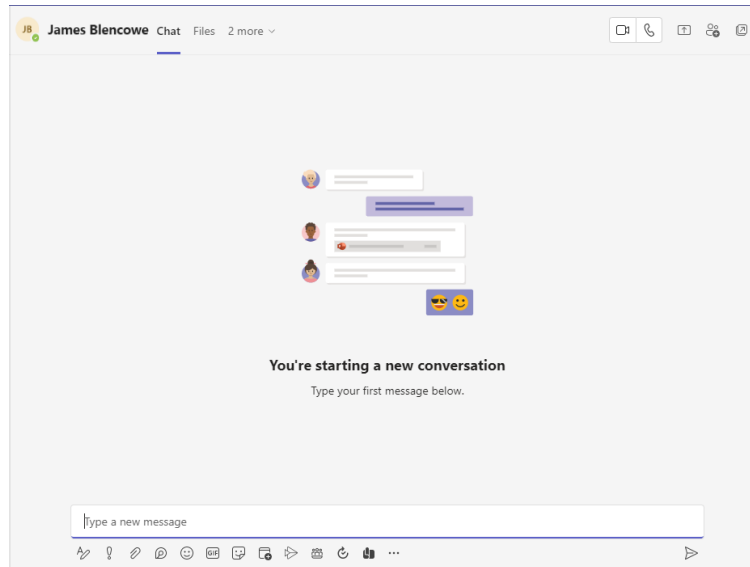 JB James Blencowe Chat Files 2 more
You're starting a new conversation
Type your first message below.
Type a new message
GIF